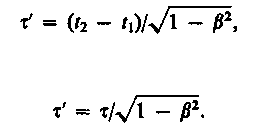 τ′ = (t₂ − t₁)/√1 − β²,
τ′ = τ/√1 − β².